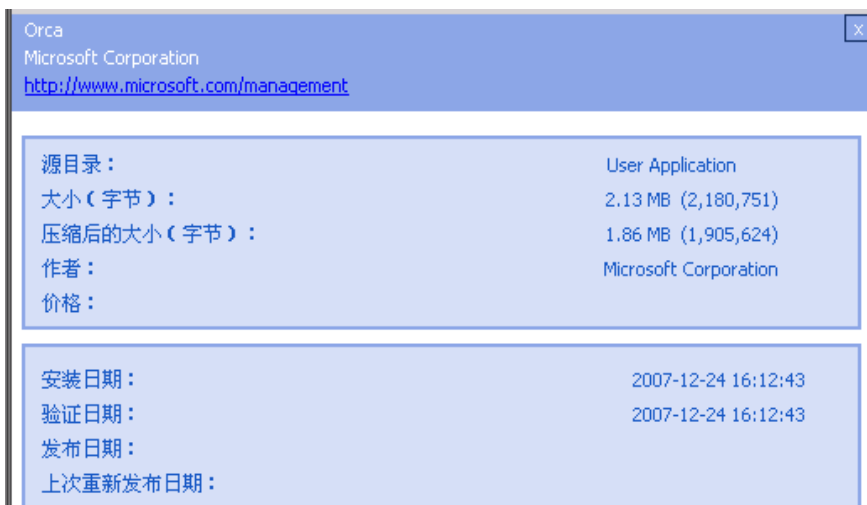 Orca
x
Microsoft Corporation
http://www.microsoft.com/management
源目录： User Application
大小（字节）： 2.13 MB (2,180,751)
压缩后的大小（字节）： 1.86 MB (1,905,624)
作者： Microsoft Corporation
价格：
安装日期： 2007-12-24 16:12:43
验证日期： 2007-12-24 16:12:43
发布日期：
上次重新发布日期：